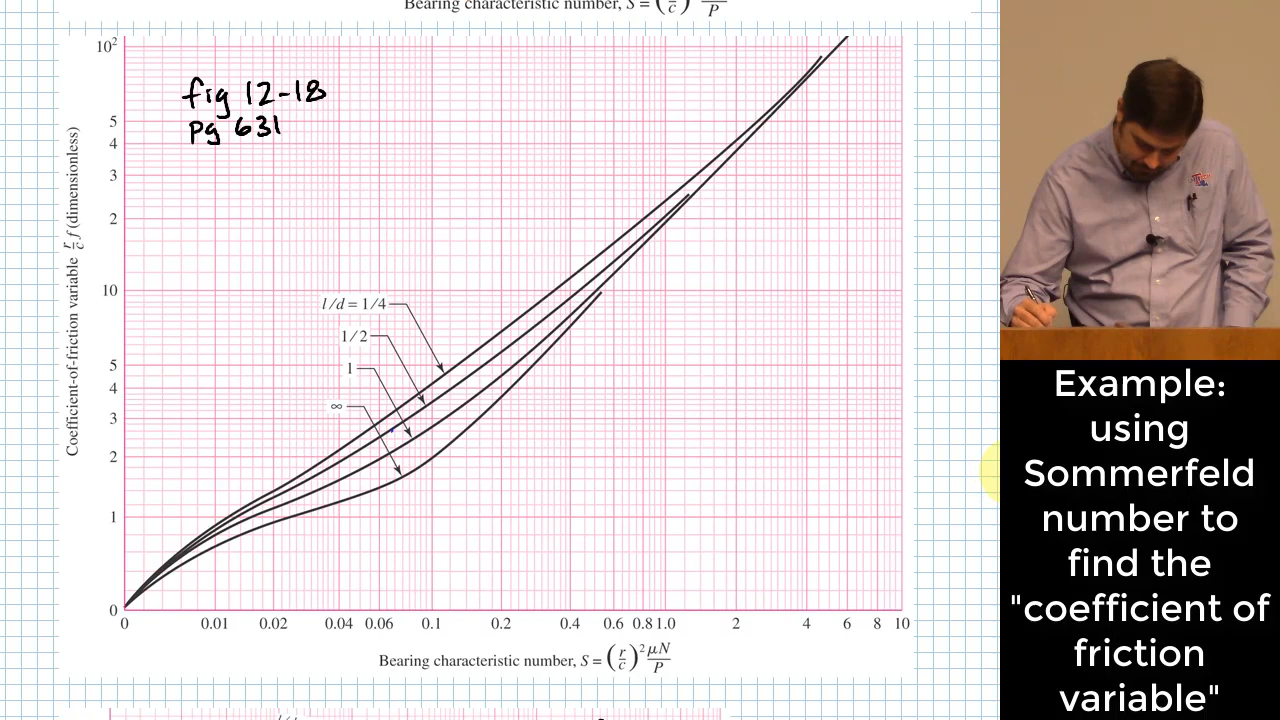 Bearing characteristic number, S = (r/c)² μN/P
10²
5
4
3
2
10
5
4
3
2
1
0
fig 12-18
pg 631
Coefficient-of-friction variable r/c f (dimensionless)
l/d = 1/4
1/2
1
∞
0 0.01 0.02 0.04 0.06 0.1 0.2 0.4 0.6 0.8 1.0 2 4 6 8 10
Bearing characteristic number, S = (r/c)² μN/P
Example:
using
Sommerfeld
number to
find the
"coefficient of
friction
variable"